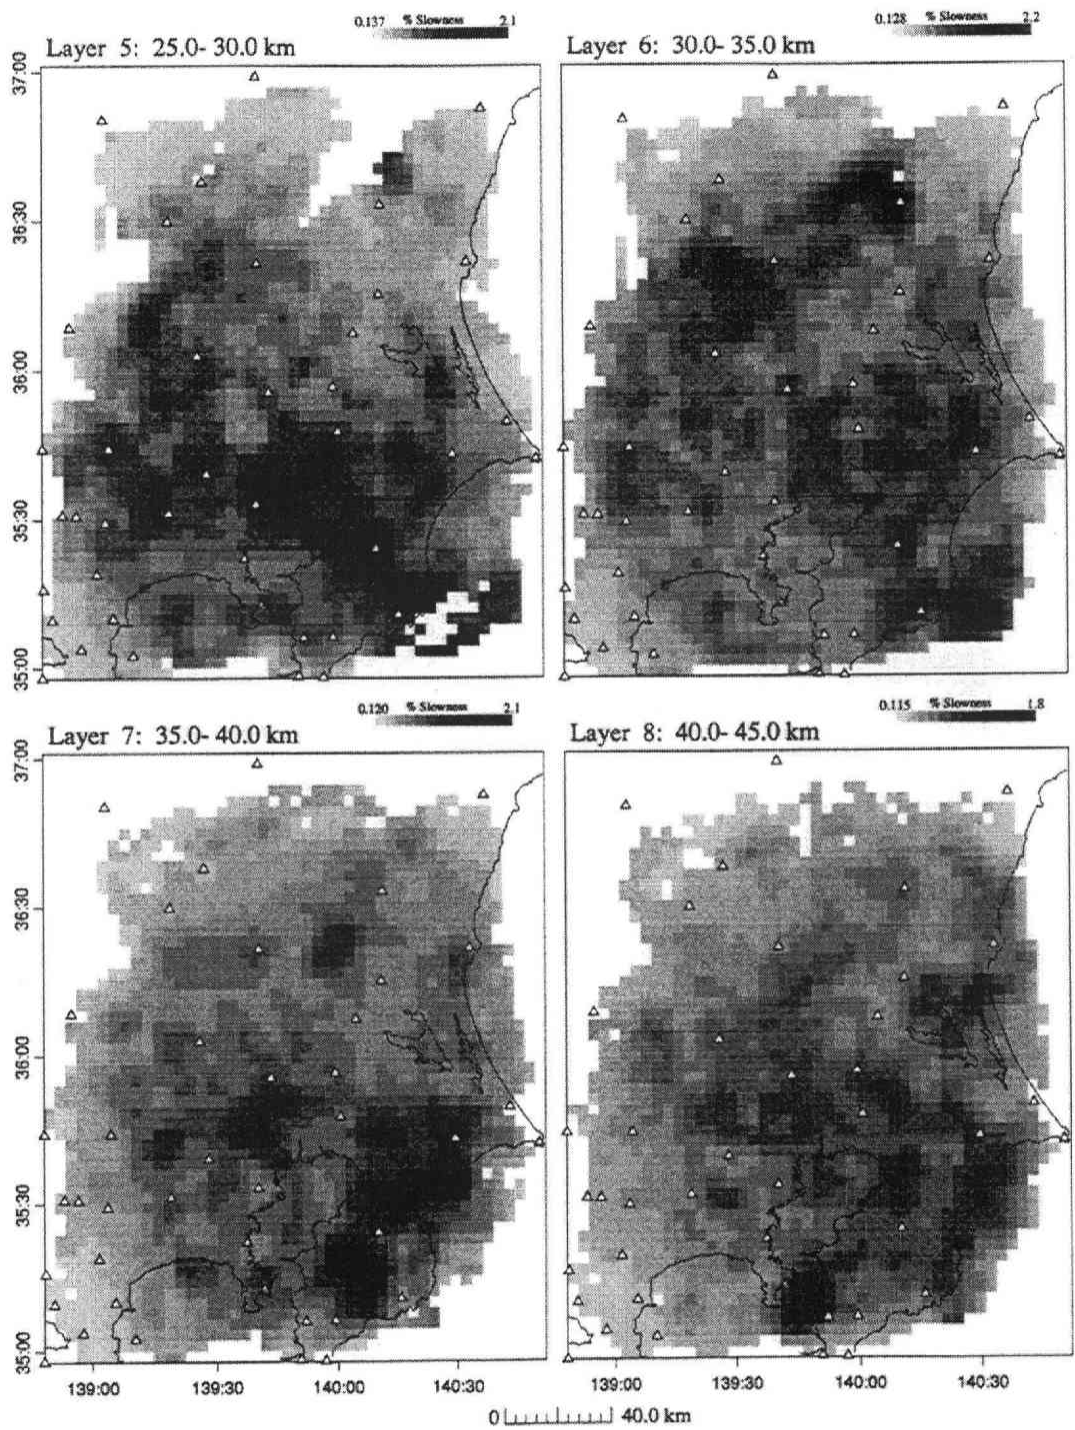 0.137 % Slowness 2.1
Layer 5: 25.0- 30.0 km
0.128 % Slowness 2.2
Layer 6: 30.0- 35.0 km
37:00
36:30
36:00
35:30
35:00
0.120 % Slowness 2.1
Layer 7: 35.0- 40.0 km
0.115 % Slowness 1.8
Layer 8: 40.0- 45.0 km
37:00
36:30
36:00
35:30
35:00
139:00 139:30 140:00 140:30
139:00 139:30 140:00 140:30
0 40.0 km